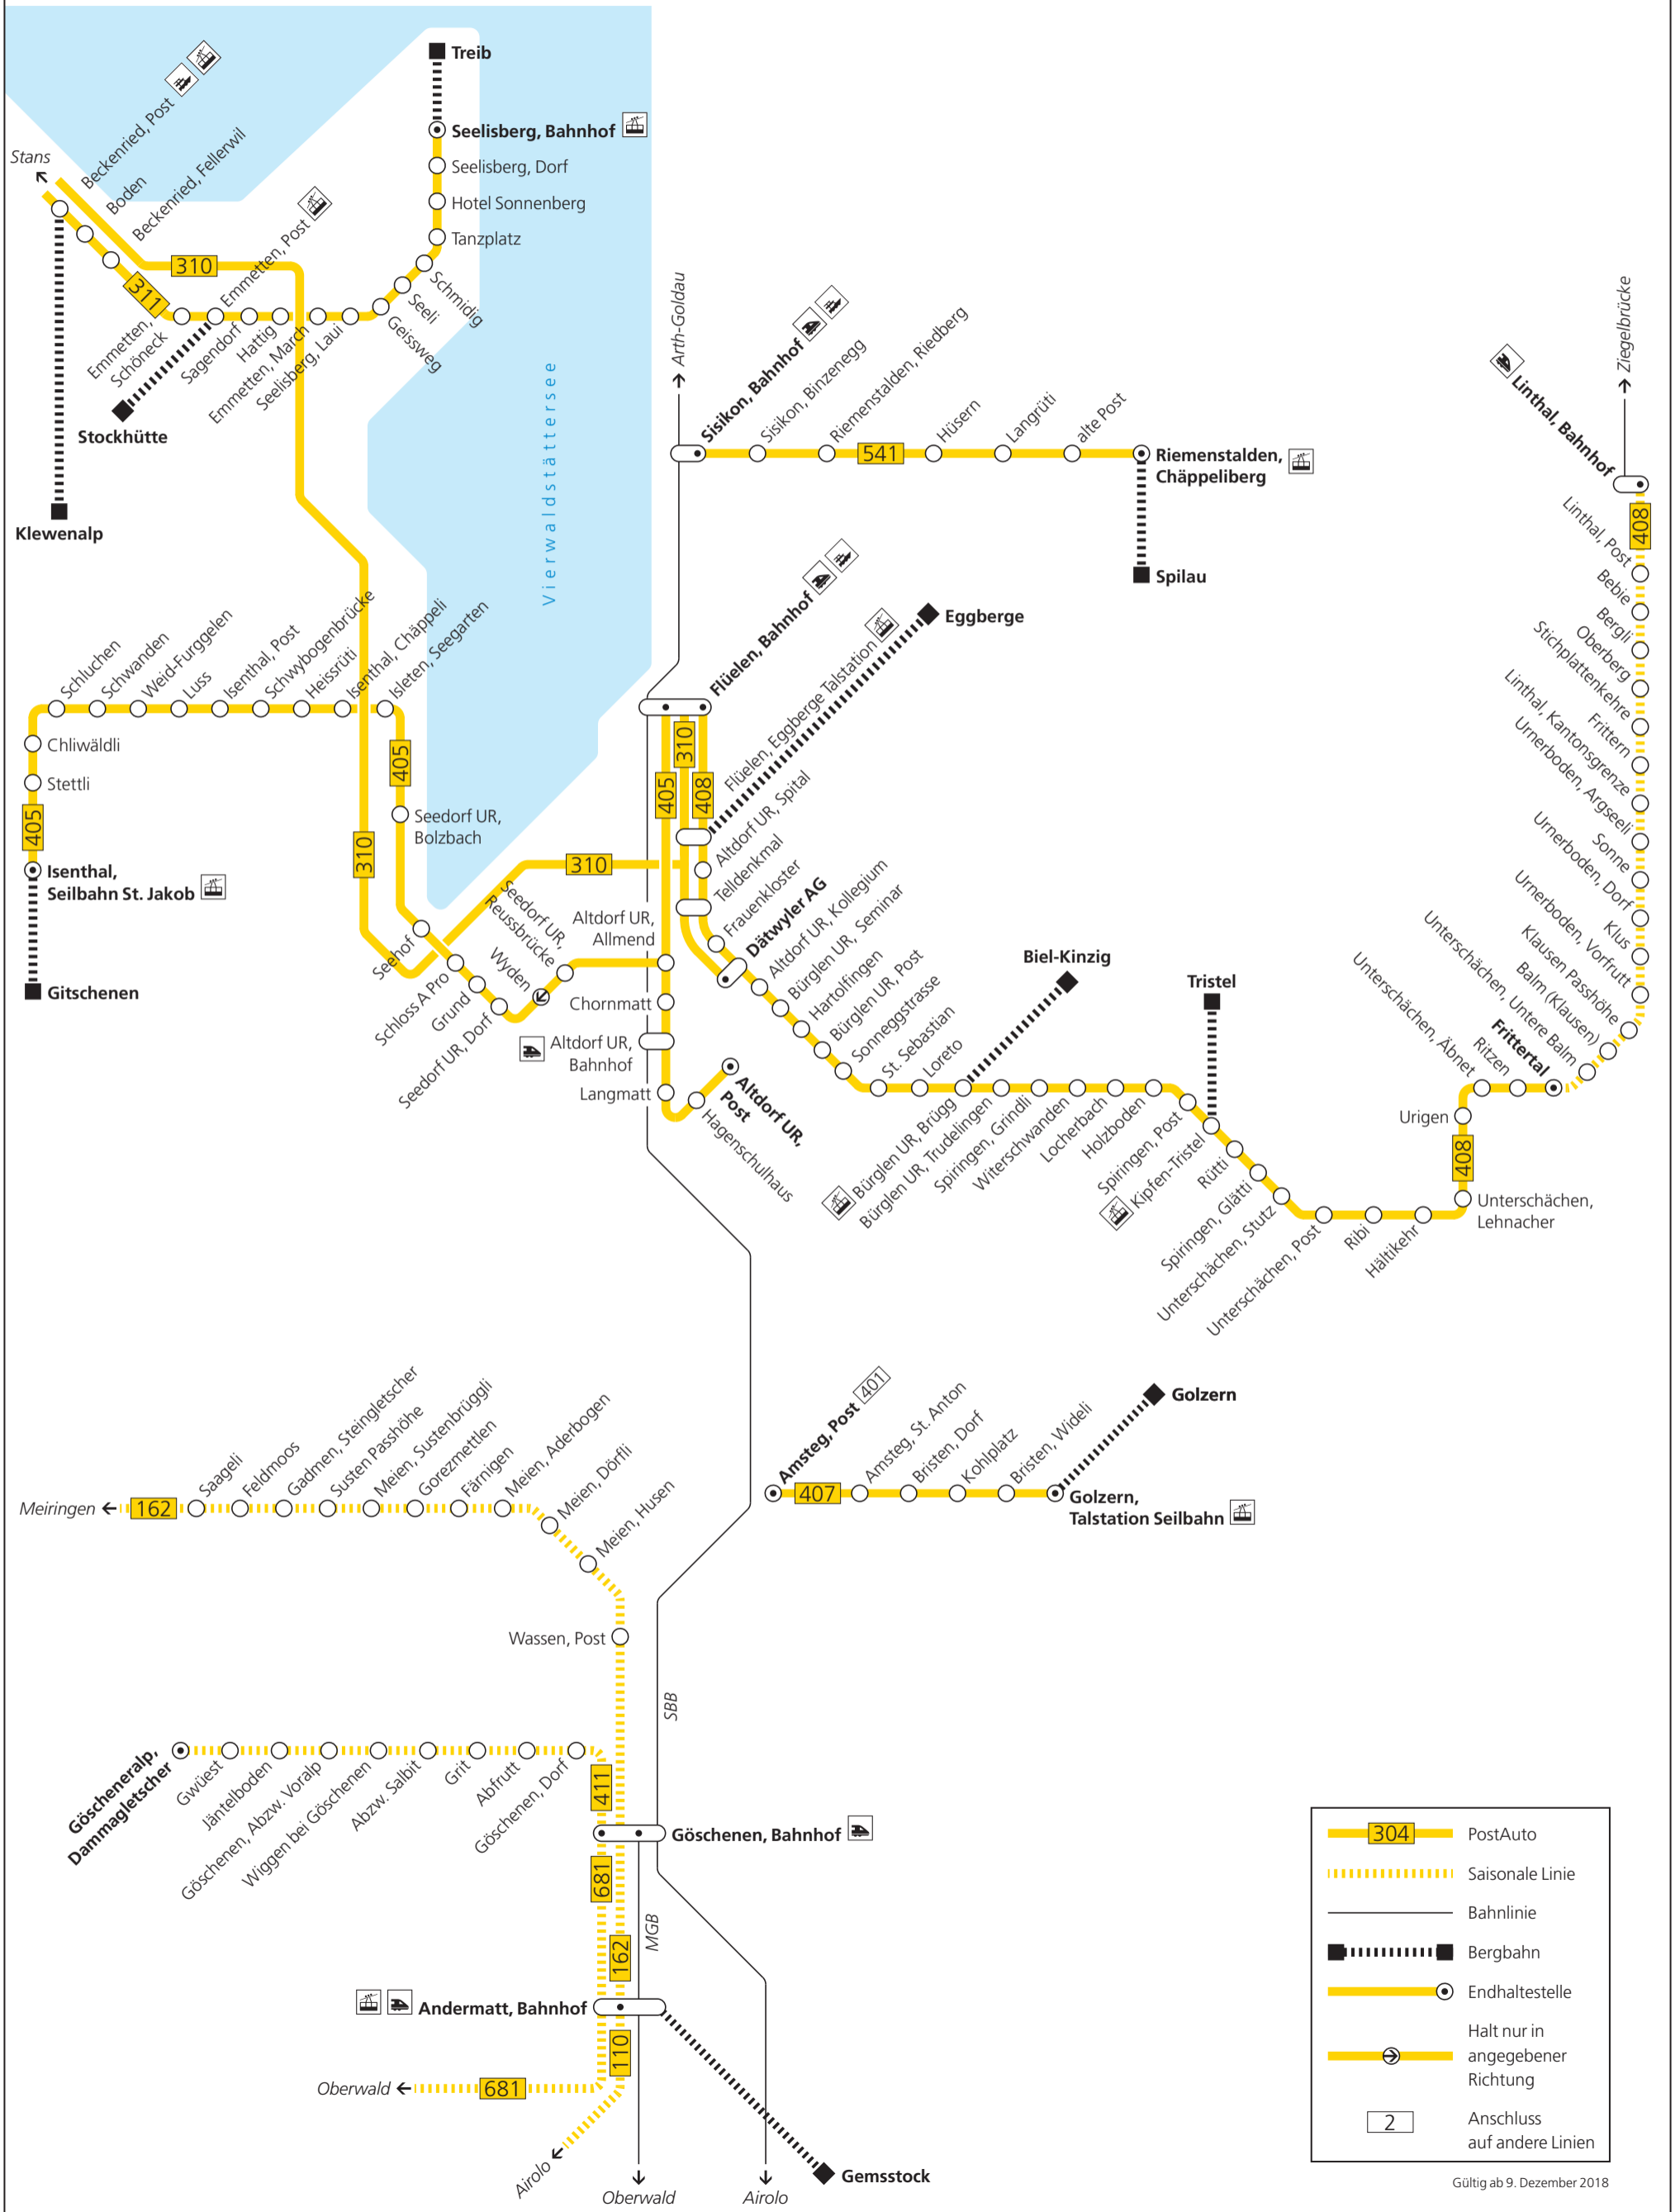 Treib
Seelisberg, Bahnhof
Seelisberg, Dorf
Hotel Sonnenberg
Tanzplatz
Schmidig
Seeli
Geissweg
Stans
Beckenried, Post
Boden
Beckenried, Fellerwil
310
311
Emmetten,
Schöneck
Emmetten, Post
Sagendorf
Hattig
Emmetten, March
Seelisberg, Laui
Stockhütte
Klewenalp
Vierwaldstättersee
Arth-Goldau
Sisikon, Bahnhof
Sisikon, Binzenegg
Riemenstalden, Riedberg
541
Hüsern
Langrüti
alte Post
Riemenstalden,
Chäppeliberg
Spilau
Ziegelbrücke
Linthal, Bahnhof
408
Linthal, Post
Bebie
Bergli
Oberberg
Stichplattenkehre
Frittern
Linthal, Kantonsgrenze
Urnerboden, Argseeli
Sonne
Urnerboden, Dorf
Klus
Urnerboden, Vorfrutt
Klausen Passhöhe
Balm (Klausen)
Unterschächen, Untere Balm
Frittertal
Ritzen
Unterschächen, Äbnet
Urigen
408
Unterschächen,
Lehnacher
Hältikehr
Ribi
Unterschächen, Post
Unterschächen, Stutz
Spiringen, Glätti
Rütti
Kipfen-Tristel
Tristel
Spiringen, Post
Holzboden
Locherbach
Witerschwanden
Spiringen, Grindli
Bürglen UR, Trudelingen
Bürglen UR, Brügg
Biel-Kinzig
Loreto
St. Sebastian
Sonneggstrasse
Bürglen UR, Post
Hartolfingen
Bürglen UR, Seminar
Altdorf UR, Kollegium
Dätwyler AG
Frauenkloster
Telldenkmal
Altdorf UR, Spital
Flüelen, Eggberge Talstation
Eggberge
Flüelen, Bahnhof
310
405
408
Schluchen
Schwanden
Weid-Furggelen
Luss
Isenthal, Post
Schwybogenbrücke
Heissrüti
Isenthal, Chäppeli
Isleten, Seegarten
Chliwäldli
Stettli
405
Isenthal,
Seilbahn St. Jakob
Gitschenen
405
Seedorf UR,
Bolzbach
310
310
Seehof
Schloss A Pro
Grund
Seedorf UR, Dorf
Wyden
Seedorf UR,
Reussbrücke
Altdorf UR,
Allmend
Chornmatt
Altdorf UR,
Bahnhof
Langmatt
Hagenschulhaus
Altdorf UR,
Post
Amsteg, Post 401
407
Amsteg, St. Anton
Bristen, Dorf
Kohlplatz
Bristen, Wideli
Golzern,
Talstation Seilbahn
Golzern
Meiringen
162
Saageli
Feldmoos
Gadmen, Steingletscher
Susten Passhöhe
Meien, Sustenbrüggli
Gorezmettlen
Färnigen
Meien, Aderbogen
Meien, Dörfli
Meien, Husen
Wassen, Post
SBB
Göscheneralp,
Dammagletscher
Gwüest
Jäntelboden
Göschenen, Abzw. Voralp
Wiggen bei Göschenen
Abzw. Salbit
Grit
Abfrutt
Göschenen, Dorf
411
Göschenen, Bahnhof
681
162
MGB
Andermatt, Bahnhof
110
Oberwald
681
Airolo
Oberwald
Airolo
Gemsstock
304
PostAuto
Saisonale Linie
Bahnlinie
Bergbahn
Endhaltestelle
Halt nur in
angegebener
Richtung
2
Anschluss
auf andere Linien
Gültig ab 9. Dezember 2018